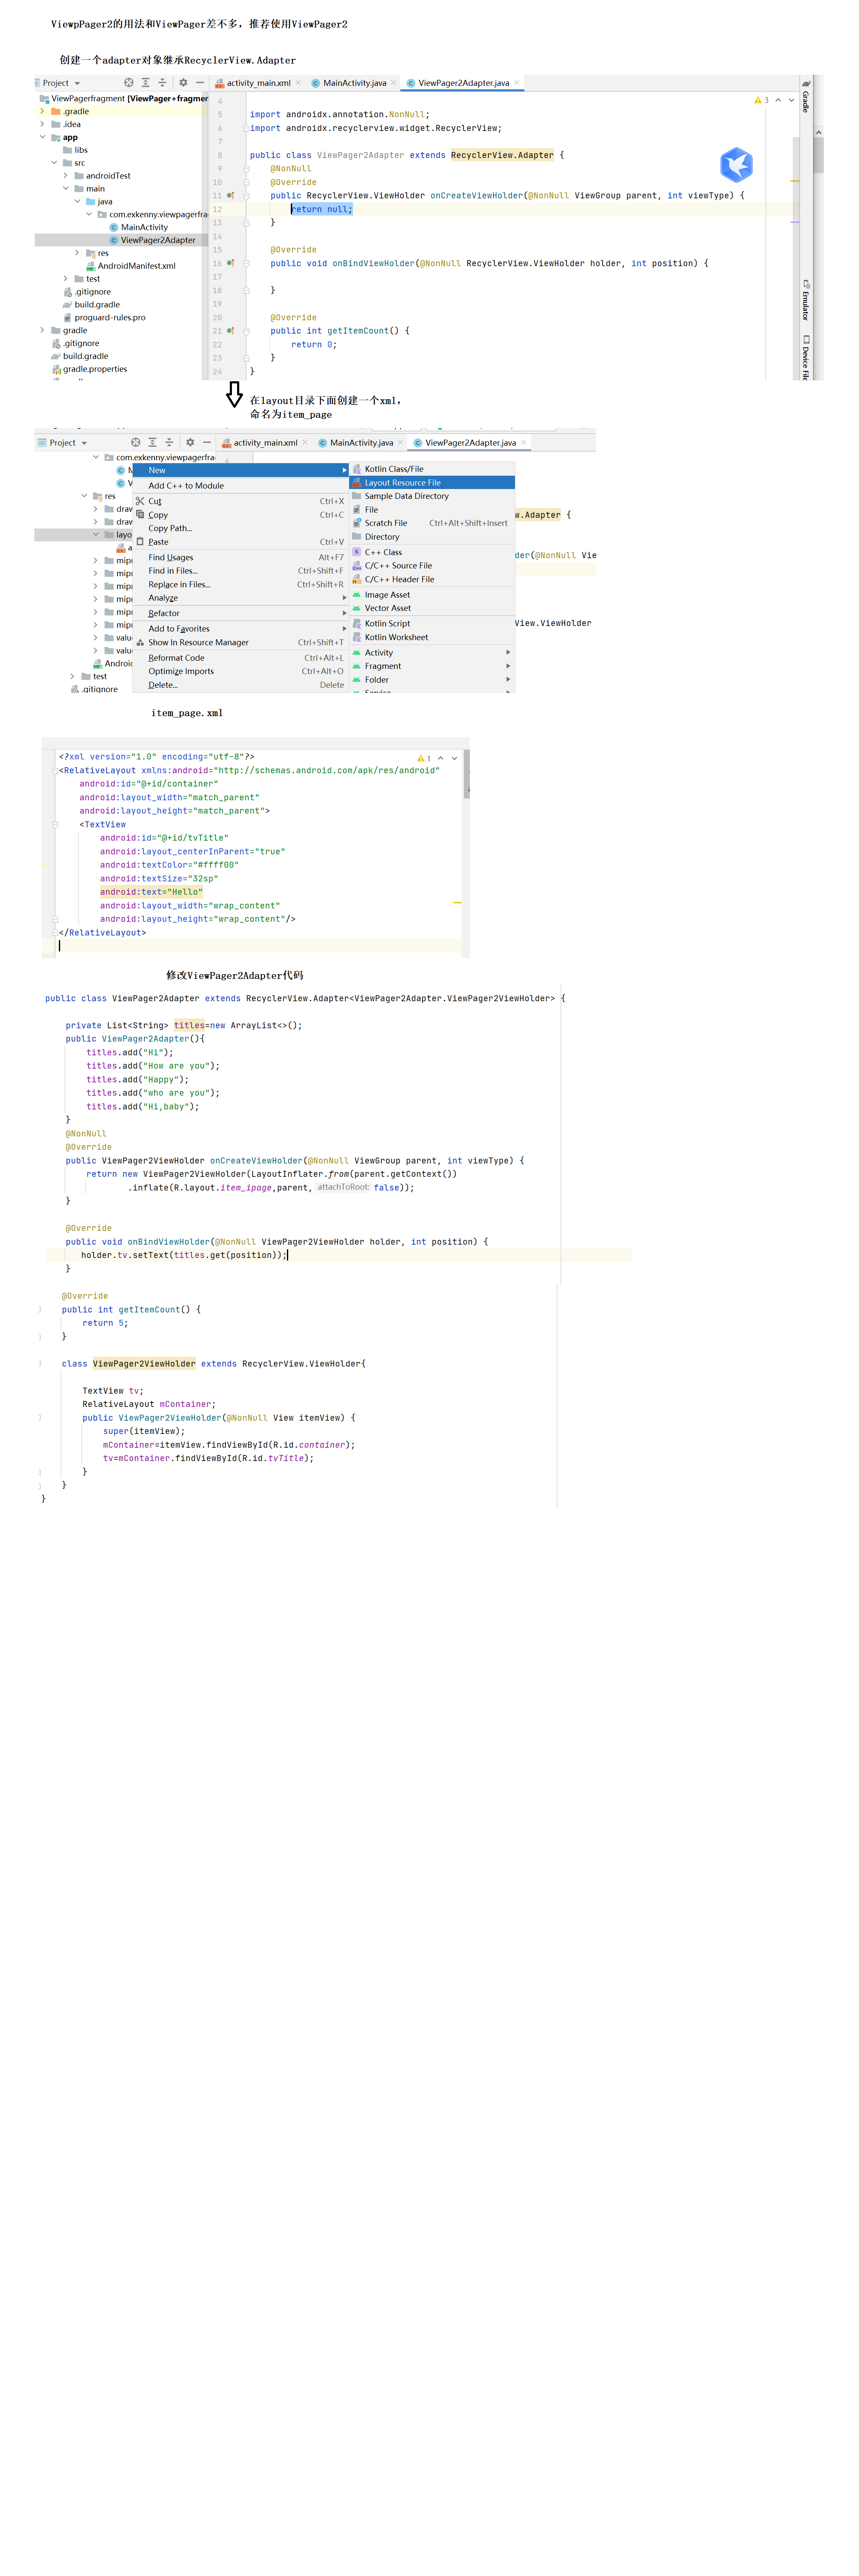 ViewpPager2的用法和ViewPager差不多，推荐使用ViewPager2
创建一个adapter对象继承RecyclerView.Adapter
Project
activity_main.xml
MainActivity.java
ViewPager2Adapter.java
ViewPagerfragment [ViewPager+fragmer
.gradle
.idea
app
libs
src
androidTest
main
java
com.exkenny.viewpagerfra
MainActivity
ViewPager2Adapter
res
AndroidManifest.xml
test
.gitignore
build.gradle
proguard-rules.pro
gradle
.gitignore
build.gradle
gradle.properties
4
5 import androidx.annotation.NonNull;
6 import androidx.recyclerview.widget.RecyclerView;
7
8 public class ViewPager2Adapter extends RecyclerView.Adapter {
9 @NonNull
10 @Override
11 public RecyclerView.ViewHolder onCreateViewHolder(@NonNull ViewGroup parent, int viewType) {
12 return null;
13 }
14
15 @Override
16 public void onBindViewHolder(@NonNull RecyclerView.ViewHolder holder, int position) {
17
18 }
19
20 @Override
21 public int getItemCount() {
22 return 0;
23 }
24 }
3
Gradle
Emulator
Device File
在layout目录下面创建一个xml，
命名为item_page
Project
activity_main.xml
MainActivity.java
ViewPager2Adapter.java
com.exkenny.viewpagerfra
M
V
res
draw
draw
layo
a
mipr
mipr
mipr
mipr
mipr
mipr
value
value
Android
test
.gitignore
New
Add C++ to Module
Cut Ctrl+X
Copy Ctrl+C
Copy Path...
Paste Ctrl+V
Find Usages Alt+F7
Find in Files... Ctrl+Shift+F
Replace in Files... Ctrl+Shift+R
Analyze
Refactor
Add to Favorites
Show In Resource Manager Ctrl+Shift+T
Reformat Code Ctrl+Alt+L
Optimize Imports Ctrl+Alt+O
Delete... Delete
Kotlin Class/File
Layout Resource File
Sample Data Directory
File
Scratch File Ctrl+Alt+Shift+Insert
Directory
C++ Class
C/C++ Source File
C/C++ Header File
Image Asset
Vector Asset
Kotlin Script
Kotlin Worksheet
Activity
Fragment
Folder
Service
w.Adapter {
der(@NonNull Vie
View.ViewHolder
item_page.xml
<?xml version="1.0" encoding="utf-8"?>
<RelativeLayout xmlns:android="http://schemas.android.com/apk/res/android"
android:id="@+id/container"
android:layout_width="match_parent"
android:layout_height="match_parent">
<TextView
android:id="@+id/tvTitle"
android:layout_centerInParent="true"
android:textColor="#ffff00"
android:textSize="32sp"
android:text="Hello"
android:layout_width="wrap_content"
android:layout_height="wrap_content"/>
</RelativeLayout>
1
修改ViewPager2Adapter代码
public class ViewPager2Adapter extends RecyclerView.Adapter<ViewPager2Adapter.ViewPager2ViewHolder> {
private List<String> titles=new ArrayList<>();
public ViewPager2Adapter(){
titles.add("Hi");
titles.add("How are you");
titles.add("Happy");
titles.add("who are you");
titles.add("Hi,baby");
}
@NonNull
@Override
public ViewPager2ViewHolder onCreateViewHolder(@NonNull ViewGroup parent, int viewType) {
return new ViewPager2ViewHolder(LayoutInflater.from(parent.getContext())
.inflate(R.layout.item_ipage,parent, attachToRoot: false));
}
@Override
public void onBindViewHolder(@NonNull ViewPager2ViewHolder holder, int position) {
holder.tv.setText(titles.get(position));
}
@Override
public int getItemCount() {
return 5;
}
class ViewPager2ViewHolder extends RecyclerView.ViewHolder{
TextView tv;
RelativeLayout mContainer;
public ViewPager2ViewHolder(@NonNull View itemView) {
super(itemView);
mContainer=itemView.findViewById(R.id.container);
tv=mContainer.findViewById(R.id.tvTitle);
}
}
}